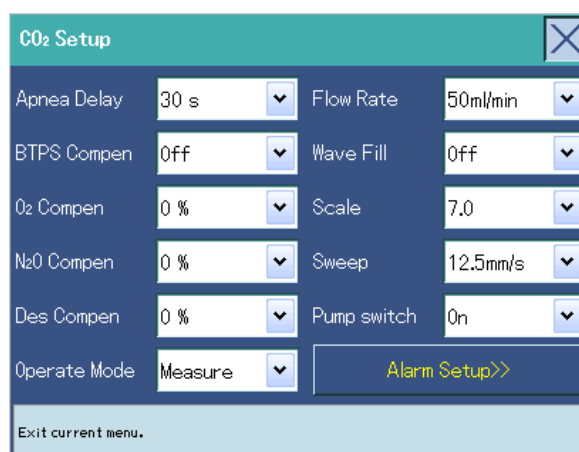 CO₂ Setup
Apnea Delay 30 s Flow Rate 50ml/min
BTPS Compen Off Wave Fill Off
O₂ Compen 0 % Scale 7.0
N₂O Compen 0 % Sweep 12.5mm/s
Des Compen 0 % Pump switch On
Operate Mode Measure Alarm Setup>>
Exit current menu.